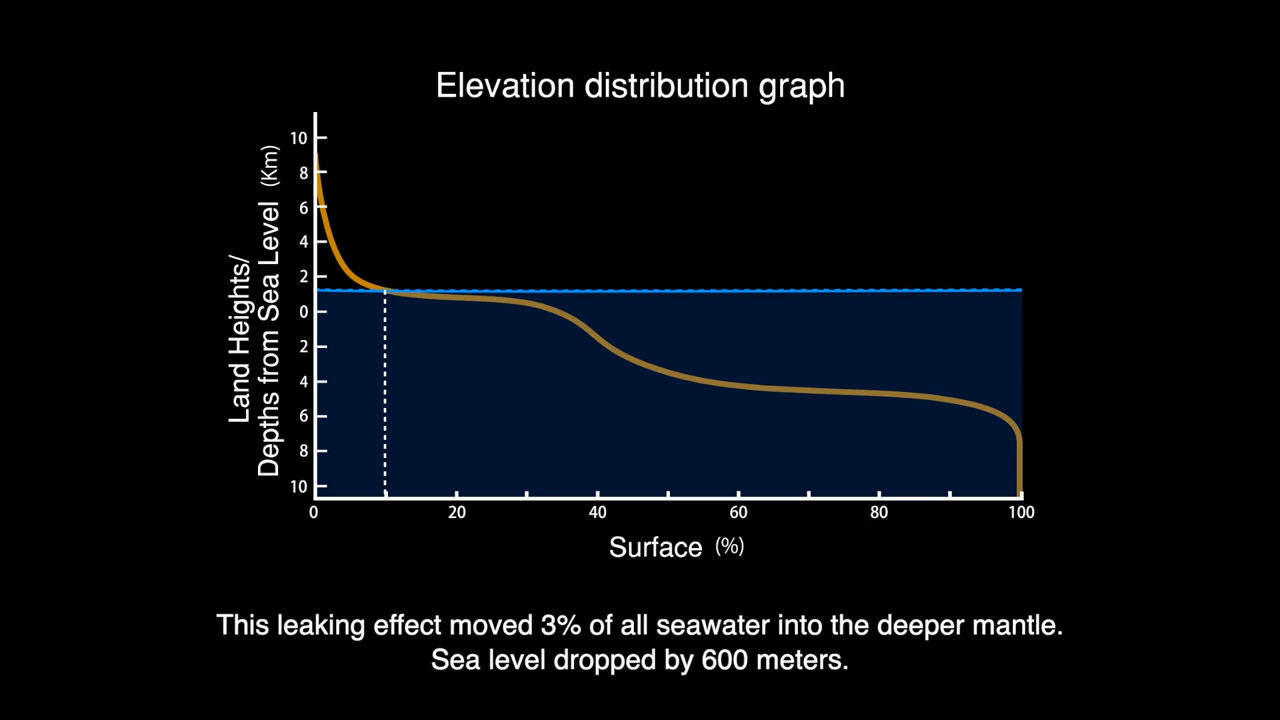 Elevation distribution graph
Land Heights/
Depths from Sea Level (Km)
10
8
6
4
2
0
2
4
6
8
10
0 20 40 60 80 100
Surface (%)
This leaking effect moved 3% of all seawater into the deeper mantle.
Sea level dropped by 600 meters.